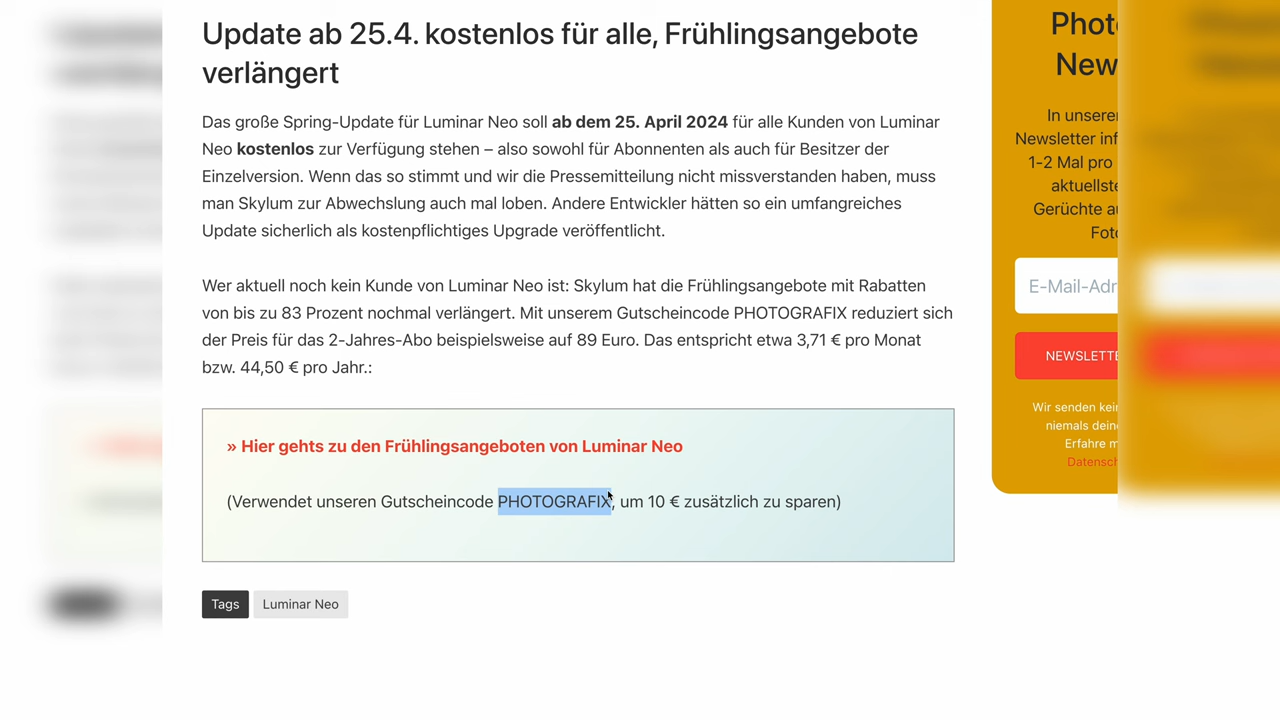 Update ab 25.4. kostenlos für alle, Frühlingsangebote
verlängert
Das große Spring-Update für Luminar Neo soll ab dem 25. April 2024 für alle Kunden von Luminar
Neo kostenlos zur Verfügung stehen – also sowohl für Abonnenten als auch für Besitzer der
Einzelversion. Wenn das so stimmt und wir die Pressemitteilung nicht missverstanden haben, muss
man Skylum zur Abwechslung auch mal loben. Andere Entwickler hätten so ein umfangreiches
Update sicherlich als kostenpflichtiges Upgrade veröffentlicht.
Wer aktuell noch kein Kunde von Luminar Neo ist: Skylum hat die Frühlingsangebote mit Rabatten
von bis zu 83 Prozent nochmal verlängert. Mit unserem Gutscheincode PHOTOGRAFIX reduziert sich
der Preis für das 2-Jahres-Abo beispielsweise auf 89 Euro. Das entspricht etwa 3,71 € pro Monat
bzw. 44,50 € pro Jahr.:
» Hier gehts zu den Frühlingsangeboten von Luminar Neo
(Verwendet unseren Gutscheincode PHOTOGRAFIX, um 10 € zusätzlich zu sparen)
Tags Luminar Neo
Phot
New
In unsere
Newsletter inf
1-2 Mal pro
aktuellste
Gerüchte a
Foto
E-Mail-Adr
NEWSLETTE
Wir senden kei
niemals dein
Erfahre m
Datensch